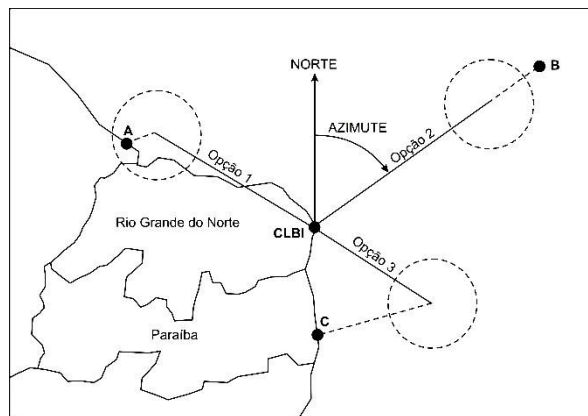 NORTE
B
A
AZIMUTE
Opção 1
Opção 2
Rio Grande do Norte
CLBI
Opção 3
C
Paraíba